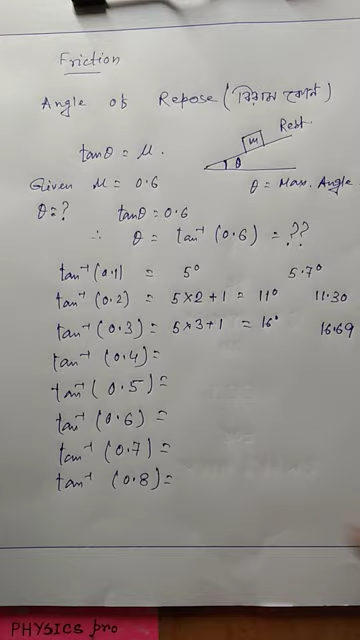 Friction
Angle of Repose (বিরাম কোণ)
tanθ = μ.
m
Rest.
θ
Given μ = 0.6
θ = Max. Angle
θ=?
tanθ = 0.6
∴ θ = tan⁻¹ (0.6) = ??
tan⁻¹ (0.1) = 5° 5.7°
tan⁻¹ (0.2) = 5×2+1 = 11° 11.30
tan⁻¹ (0.3) = 5×3+1 = 16° 16.69
tan⁻¹ (0.4) =
tan⁻¹ (0.5) =
tan⁻¹ (0.6) =
tan⁻¹ (0.7) =
tan⁻¹ (0.8) =
PHYSICS pro